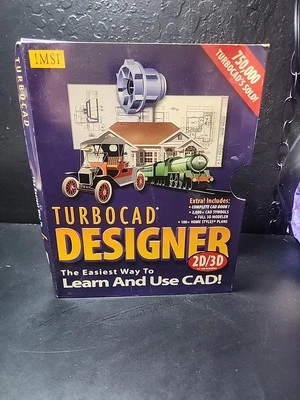 IMSI
TURBOCAD
750,000
TURBOCAD'S SOLD!
Extra! Includes:
• COMPLETE CAD BOOK!
• 2,000+ CAD SYMBOLS
• FULL 3D MODELER
• 100+ HOME STYLES® PLANS
TURBOCAD®
DESIGNER
2D/3D
The Easiest Way To
Learn And Use CAD!